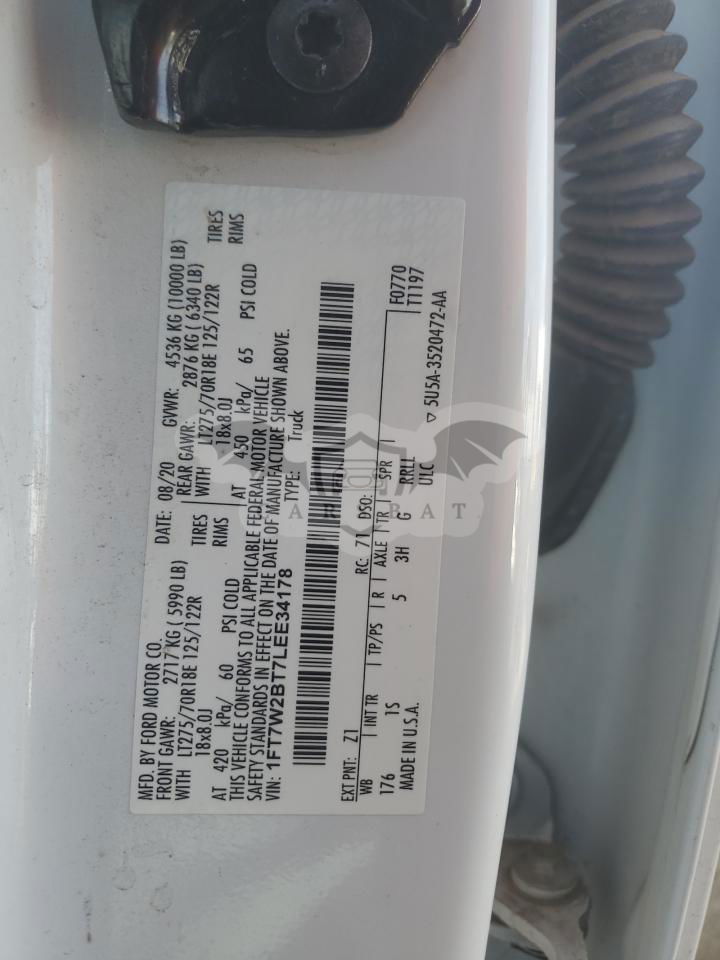 MFD. BY FORD MOTOR CO.
DATE: 08/20 GVWR: 4536 KG (10000 LB)
FRONT GAWR: 2717 KG ( 5990 LB) REAR GAWR: 2876 KG ( 6340 LB)
WITH LT275/70R18E 125/122R TIRES WITH LT275/70R18E 125/122R TIRES
18x8.0J RIMS 18x8.0J RIMS
AT 420 kPa/ 60 PSI COLD AT 450 kPa/ 65 PSI COLD
THIS VEHICLE CONFORMS TO ALL APPLICABLE FEDERAL MOTOR VEHICLE
SAFETY STANDARDS IN EFFECT ON THE DATE OF MANUFACTURE SHOWN ABOVE.
VIN: 1FT7W2BT7LEE34178 TYPE: Truck
F0770
T1197
EXT PNT: Z1 RC: 71 DSO:
WB INT TR TP/PS R AXLE TR SPR
176 1S 5 3H G RRLL
UTC
MADE IN U.S.A.
▽ 5U5A-3520472-AA
CAR BAT